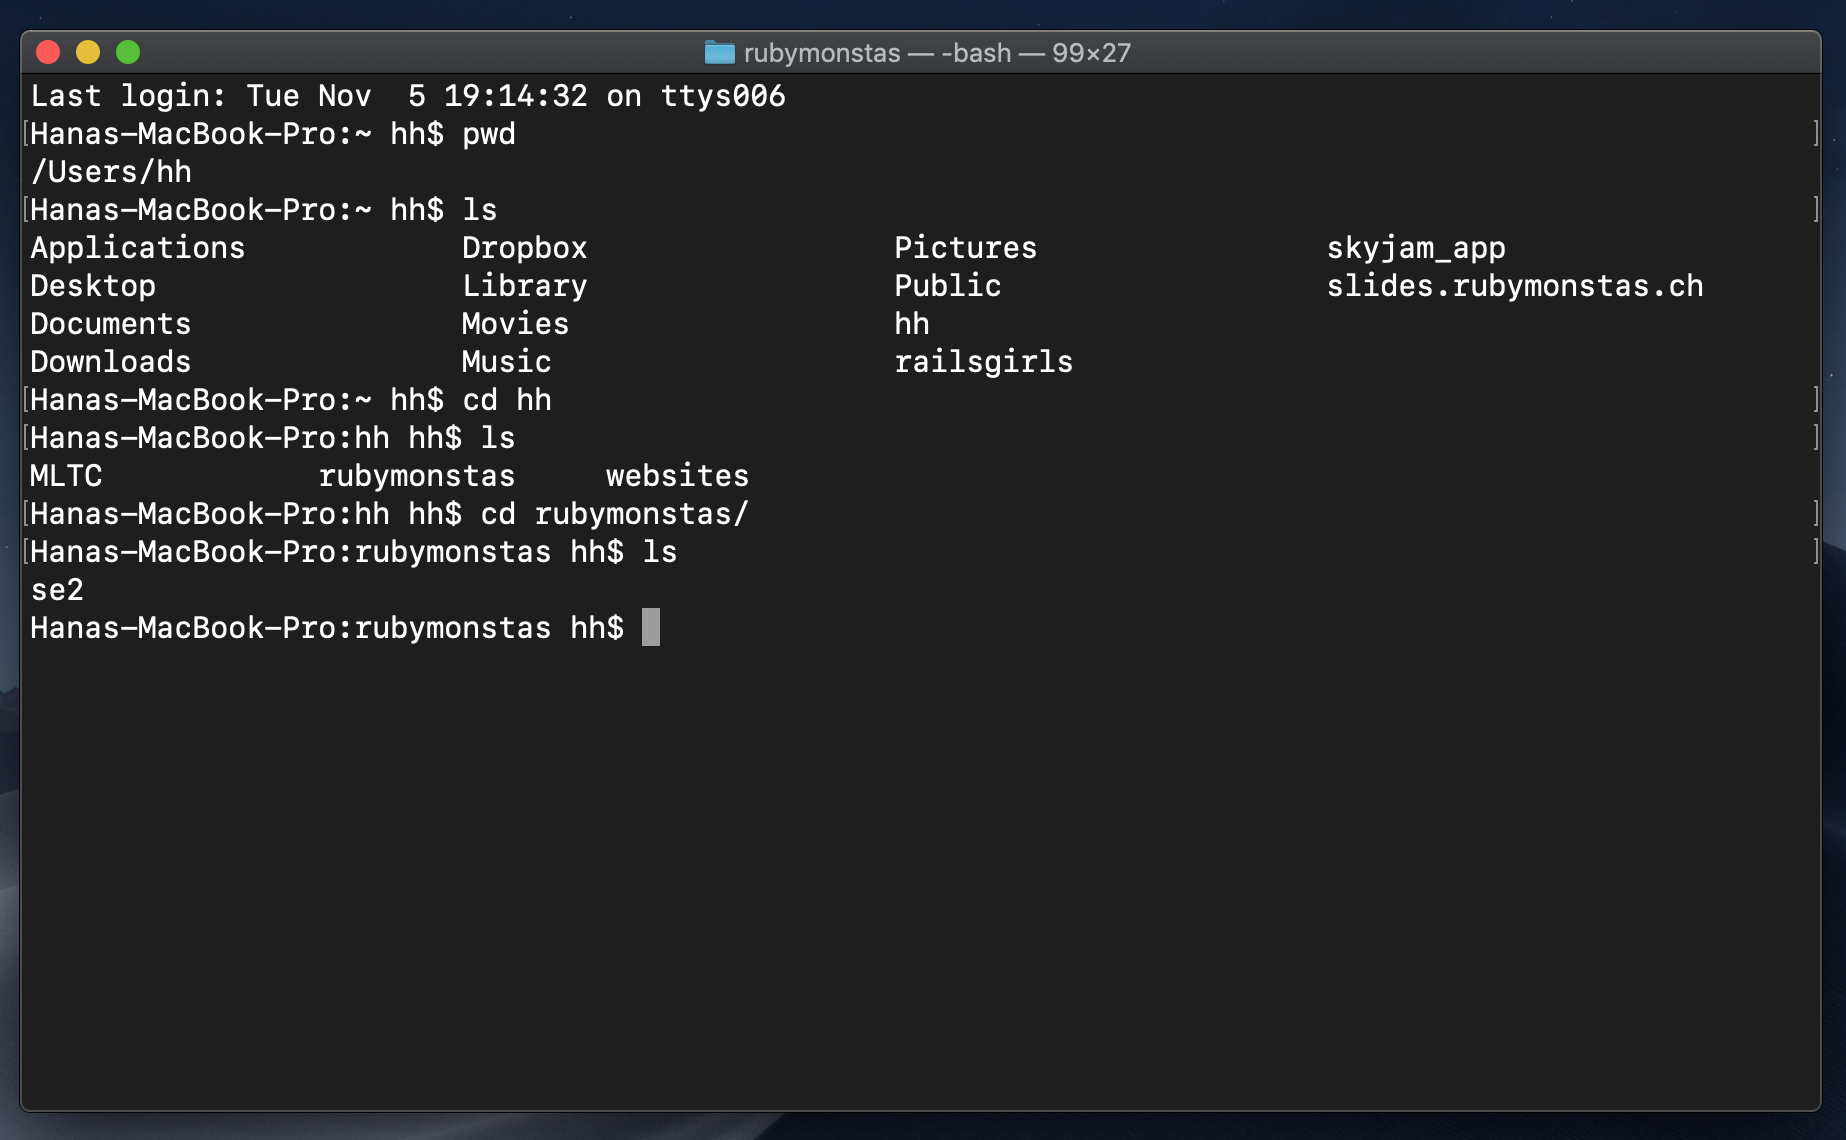 rubymonstas — -bash — 99×27
Last login: Tue Nov  5 19:14:32 on ttys006
[Hanas-MacBook-Pro:~ hh$ pwd ]
/Users/hh
[Hanas-MacBook-Pro:~ hh$ ls ]
Applications Dropbox Pictures skyjam_app
Desktop Library Public slides.rubymonstas.ch
Documents Movies hh
Downloads Music railsgirls
[Hanas-MacBook-Pro:~ hh$ cd hh ]
[Hanas-MacBook-Pro:hh hh$ ls ]
MLTC rubymonstas websites
[Hanas-MacBook-Pro:hh hh$ cd rubymonstas/ ]
[Hanas-MacBook-Pro:rubymonstas hh$ ls ]
se2
Hanas-MacBook-Pro:rubymonstas hh$